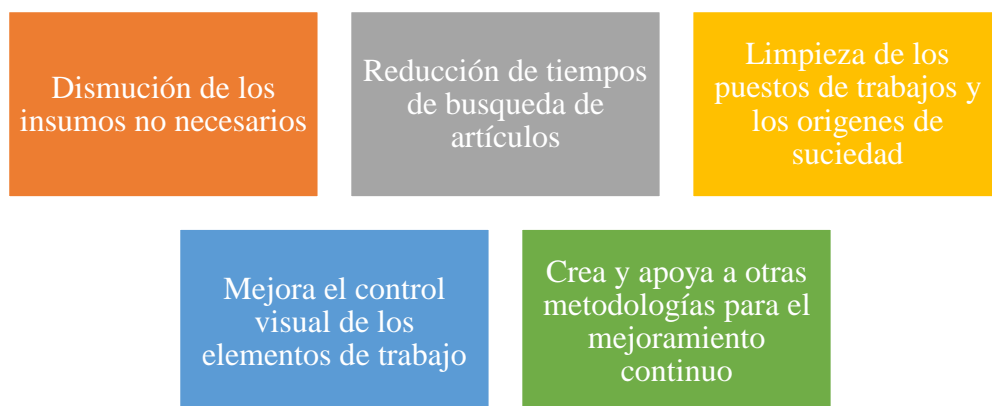 Dismución de los
insumos no necesarios
Reducción de tiempos
de busqueda de
artículos
Limpieza de los
puestos de trabajos y
los origenes de
suciedad
Mejora el control
visual de los
elementos de trabajo
Crea y apoya a otras
metodologías para el
mejoramiento
continuo